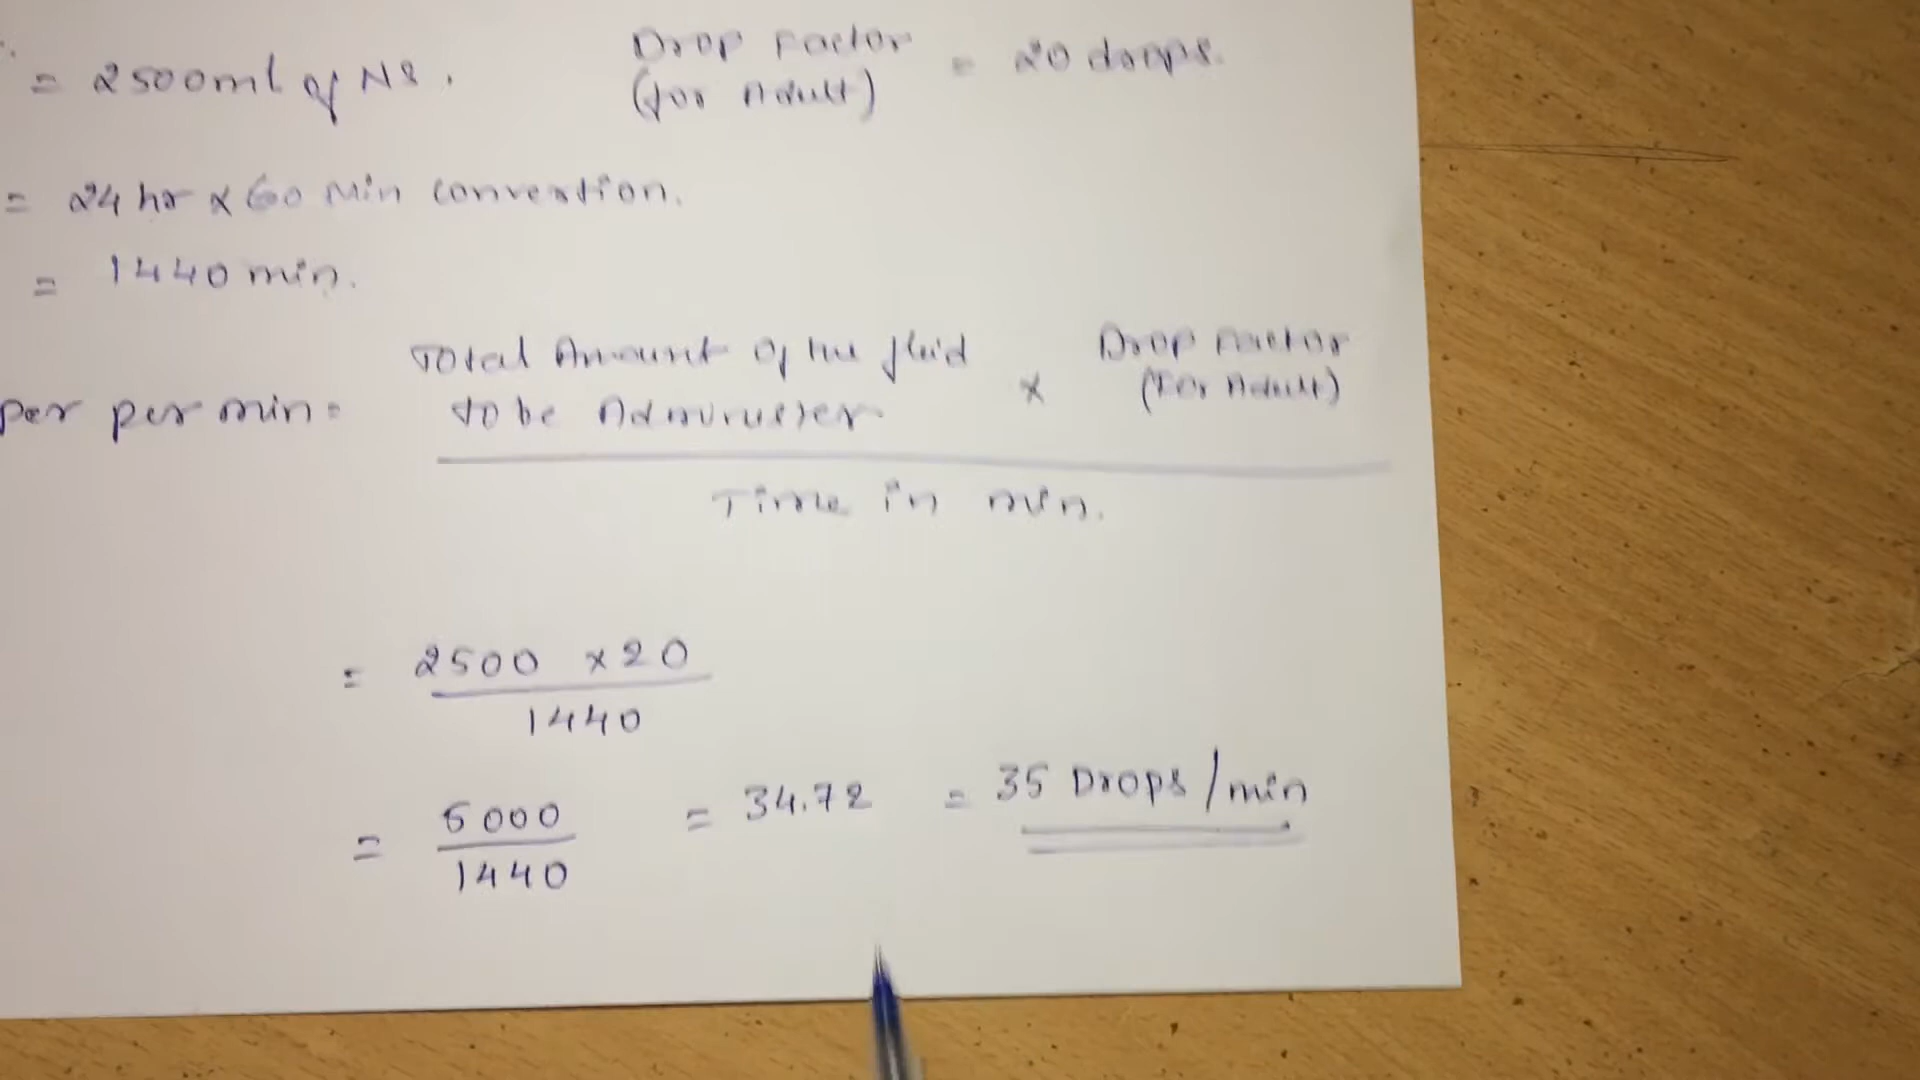 = 2500ml of NS. Drop Factor (for Adult) = 20 drops.
= 24 hr x 60 Min convertion.
= 1440 min.
per per min = Total Amount of the fluid to be Administer x Drop Factor (For Adult)
Time in min.
= 2500 x 20
1440
= 5000
1440
= 34.72 = 35 Drops/min